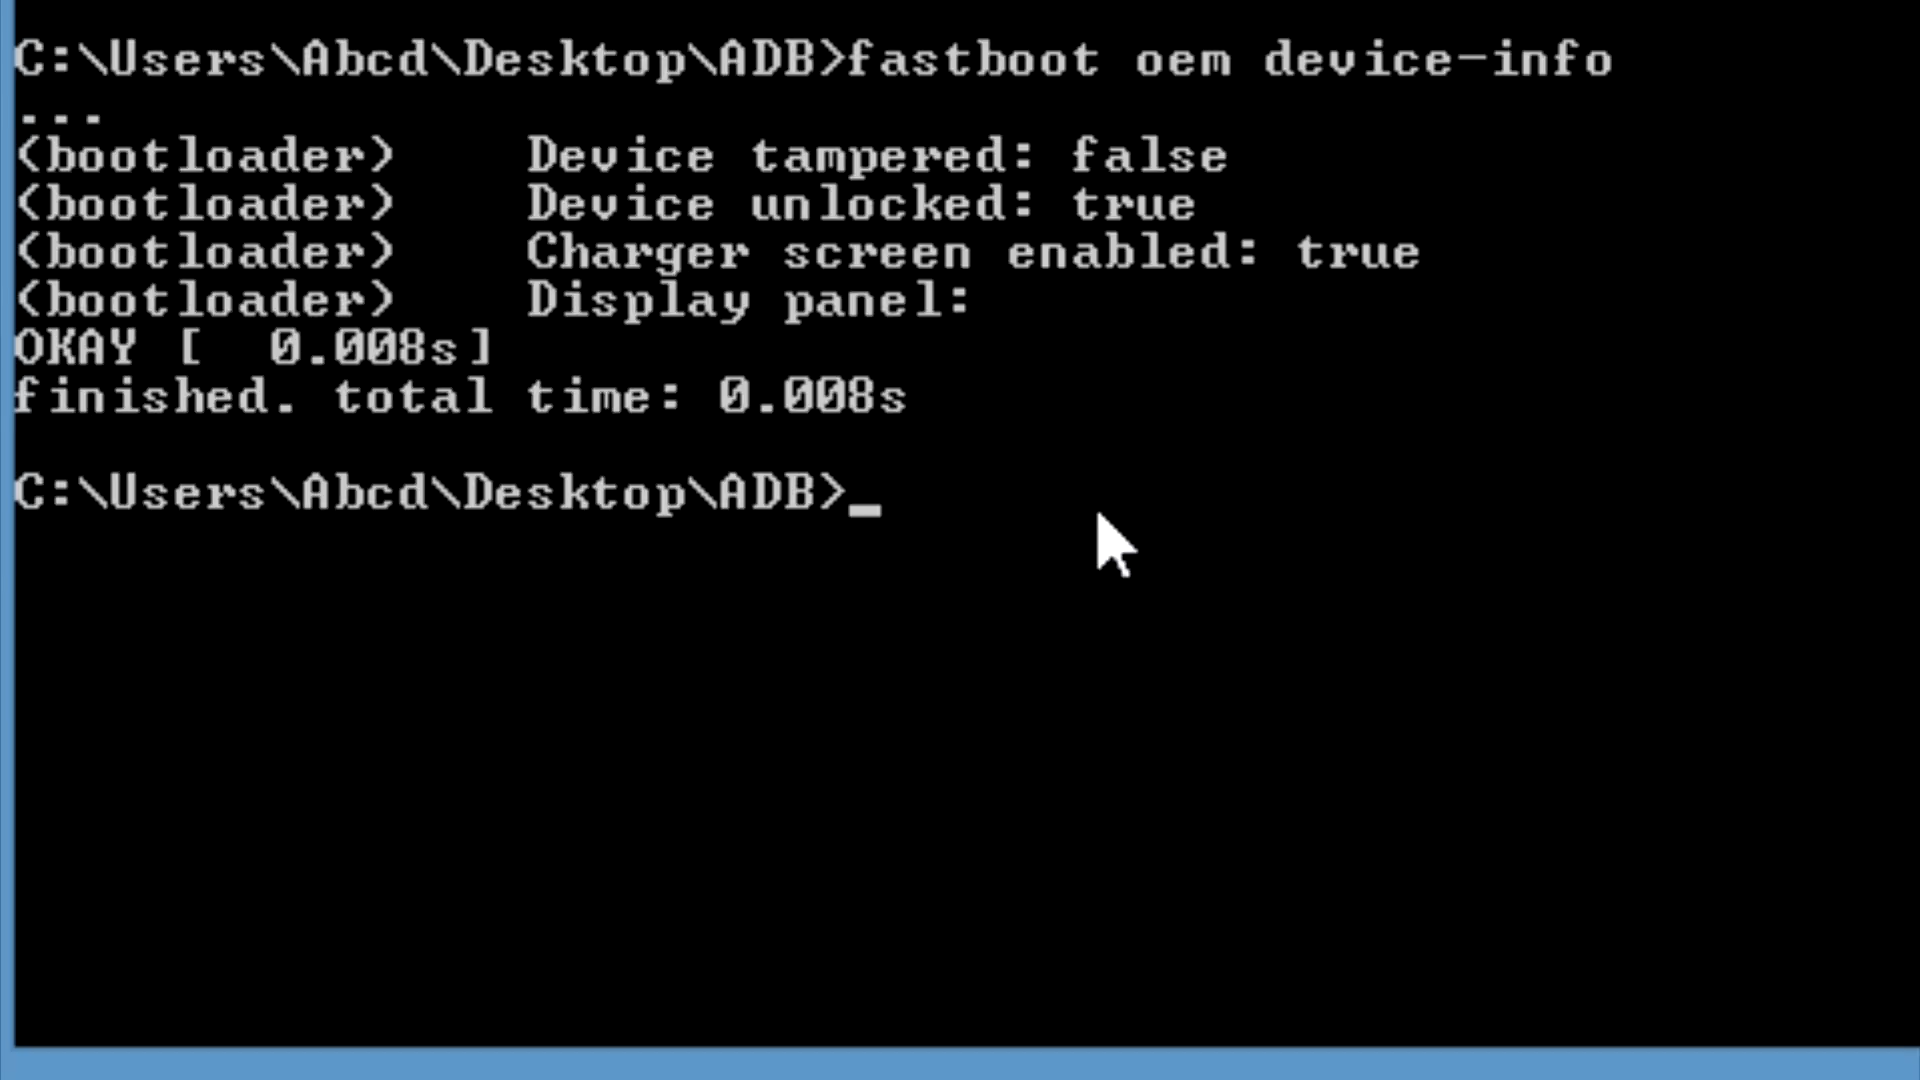 C:\Users\Abcd\Desktop\ADB>fastboot oem device-info
...
(bootloader)    Device tampered: false
(bootloader)    Device unlocked: true
(bootloader)    Charger screen enabled: true
(bootloader)    Display panel:
OKAY [  0.008s]
finished. total time: 0.008s
C:\Users\Abcd\Desktop\ADB>_